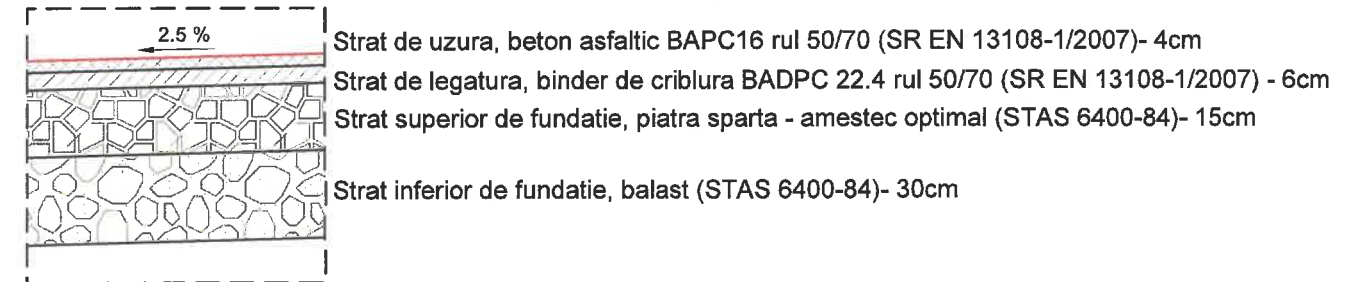 2.5 %
Strat de uzura, beton asfaltic BAPC16 rul 50/70 (SR EN 13108-1/2007)- 4cm
Strat de legatura, binder de criblura BADPC 22.4 rul 50/70 (SR EN 13108-1/2007) - 6cm
Strat superior de fundatie, piatra sparta - amestec optimal (STAS 6400-84)- 15cm
Strat inferior de fundatie, balast (STAS 6400-84)- 30cm